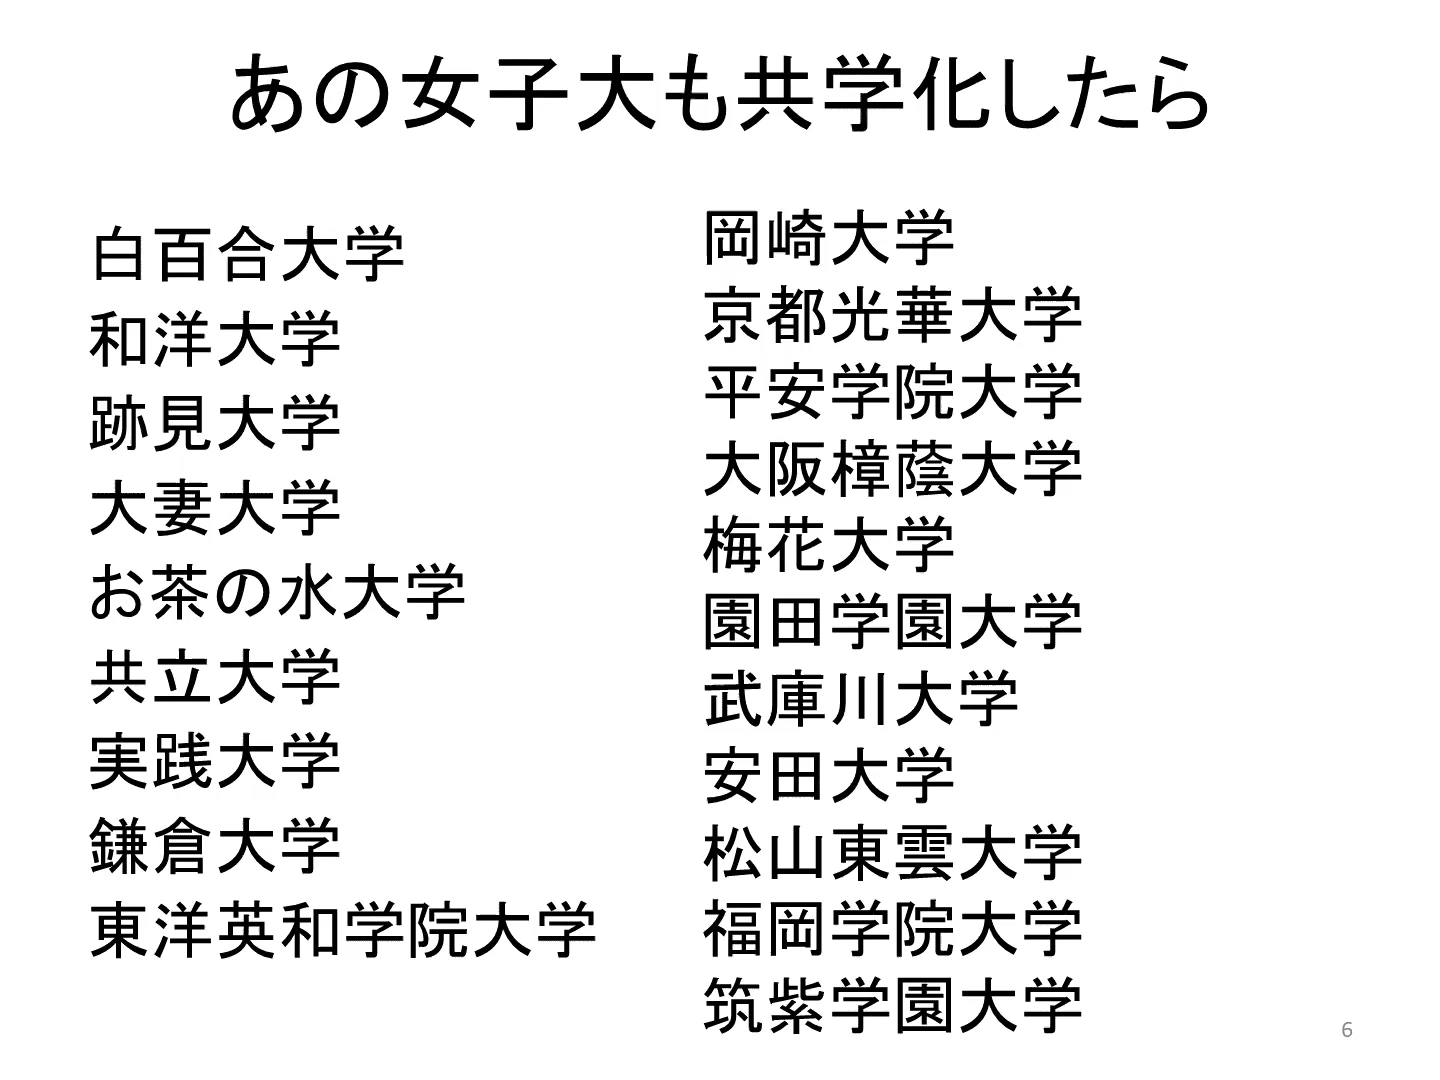 あの女子大も共学化したら
白百合大学
和洋大学
跡見大学
大妻大学
お茶の水大学
共立大学
実践大学
鎌倉大学
東洋英和学院大学
岡崎大学
京都光華大学
平安学院大学
大阪樟蔭大学
梅花大学
園田学園大学
武庫川大学
安田大学
松山東雲大学
福岡学院大学
筑紫学園大学
6